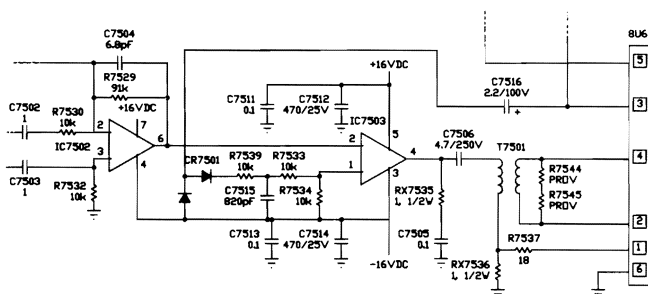 C7504
6.8pF
R7529
91k
+16VDC
C7502
1
R7530
10k
2
7
6
IC7502
3
4
C7503
1
R7532
10k
CR7501
R7539
10k
R7533
10k
C7515
820pF
R7534
10k
C7511
0.1
C7512
470/25V
+16VDC
IC7503
2
5
1
4
3
C7513
0.1
C7514
470/25V
-16VDC
C7516
2.2/100V
+
C7506
4.7/250V
T7501
RX7535
1, 1/2W
C7505
0.1
R7544
PROV
R7545
PROV
R7537
18
RX7536
1, 1/2W
8U6
5
3
4
2
1
6